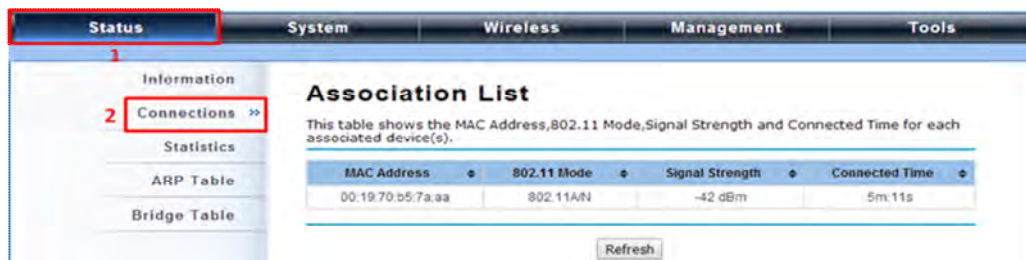 Status System Wireless Management Tools
1
Information
2 Connections »
Statistics
ARP Table
Bridge Table
Association List
This table shows the MAC Address,802.11 Mode,Signal Strength and Connected Time for each
associated device(s).
MAC Address 802.11 Mode Signal Strength Connected Time
00:19:70:b5:7a:aa 802.11A/N -42 dBm 5m:11s
Refresh